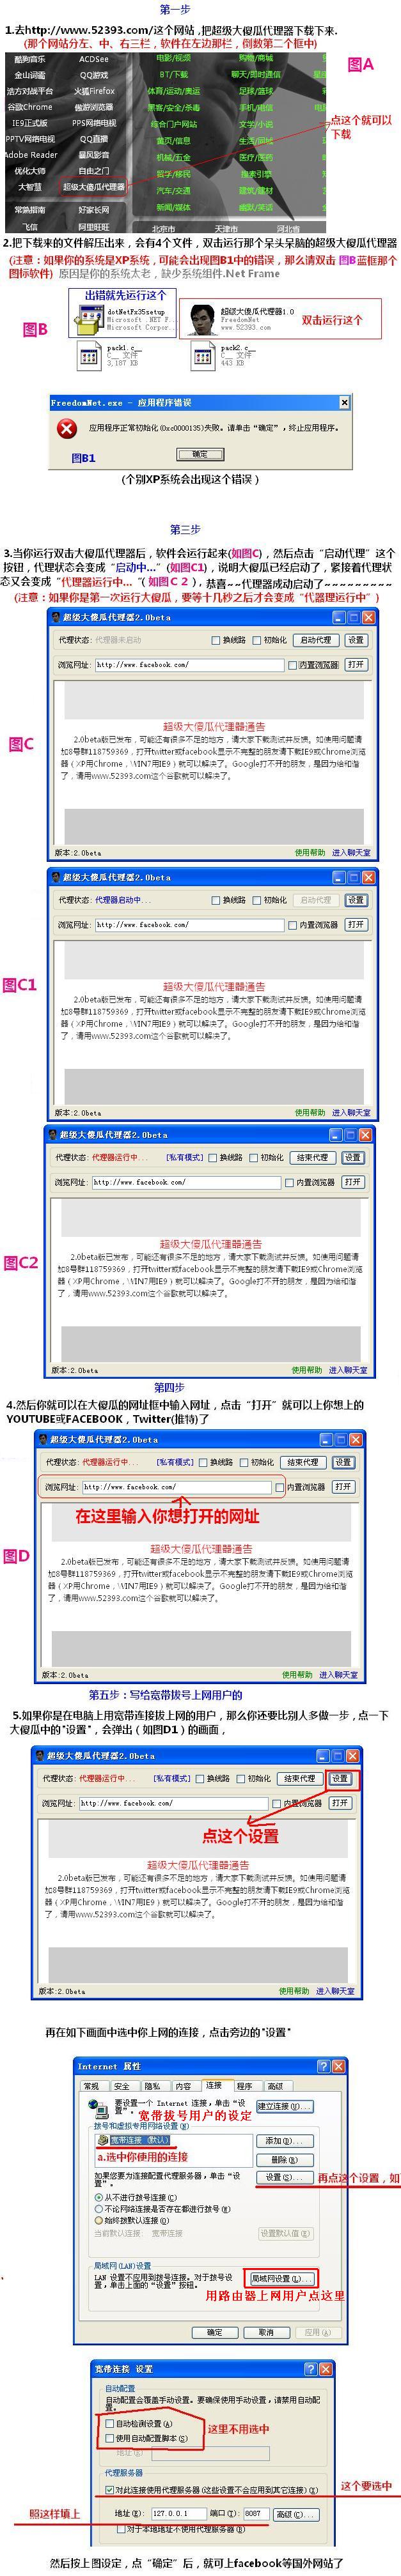 第一步
1.去http://www.52393.com/这个网站 ,把超级大傻瓜代理器下载下来.
(那个网站分左、中、右三栏，软件在左边那栏，倒数第二个框中)
图A
酷狗音乐 ACDSee 电影/视频 购物/商城
金山词霸 QQ游戏 BT/下载 聊天/即时通信
浩方对战平台 火狐Firefox 体育/运动/奥运 足球/篮球
谷歌Chrome 傲游浏览器 黑客/安全/杀毒 手机/电信
IE9正式版 PPS网络电视 综合门户网站 文字/小说
PPTV网络电视 QQ直播 黄页/信息 生活/同城
Adobe Reader 暴风影音 机械/五金 医疗/医药
优化大师 自由之门 哲学/移民 搜索引擎
大智慧 超级大傻瓜代理器 汽车/交通 建筑/建材
常熟指南 好家长网 新闻/媒体 幽默/笑话
飞信 阿里旺旺 北京市 天津市 河北省
点这个就可以下载
2.把下载来的文件解压出来，会有4个文件，双击运行那个呆头呆脑的超级大傻瓜代理器
(注意：如果你的系统是XP系统，可能会出现图B1中的错误，那么请双击 图B蓝框那个
图标软件) 原因是你的系统太老，缺少系统组件.Net Frame
图B
出错就先运行这个
dotNetFx35setup
Microsoft .NET F...
Microsoft Corpor...
超级大傻瓜代理器1.0
FreedomNet
www.52393.com
双击运行这个
pack1.c__
C__ 文件
3,187 KB
pack2.c__
C__ 文件
443 KB
FreedomNet.exe - 应用程序错误
应用程序正常初始化(0xc0000135)失败。请单击“确定”，终止应用程序。
确定
图B1
(个别XP系统会出现这个错误 )
第三步
3.当你运行双击大傻瓜代理器后，软件会运行起来(如图C)，然后点击“启动代理”这个
按钮，代理状态会变成“启动中...”(如图C1)，说明大傻瓜已经启动了，紧接着代理状
态又会变成“代理器运行中...“( 如图 C 2 )，恭喜~~代理器成功启动了~~~~~~~~~
(注意：如果你是第一次运行大傻瓜，要等十几秒之后才会变成“代器理运行中” )
超级大傻瓜代理器2.0beta
代理状态: 代理器未启动 换线路 初始化 启动代理 设置
浏览网址: http://www.facebook.com/ 内置浏览器 打开
图C
超级大傻瓜代理器通告
2.0beta版已发布，可能还有很多不足的地方，请大家下载测试并反馈。如使用问题请
加8号群118759369，打开twitter或facebook显示不完整的朋友请下载IE9或Chrome浏览
器（XP用Chrome，\VIN7用IE9）就可以解决了。Google打不开的朋友，是因为给和谐
了，请用www.52393.com这个谷歌就可以解决了。
版本:2.0beta 使用帮助 进入聊天室
超级大傻瓜代理器2.0beta
代理状态: 代理器启动中... 换线路 初始化 启动代理 设置
浏览网址: http://www.facebook.com/ 内置浏览器 打开
图C1
超级大傻瓜代理器通告
2.0beta版已发布，可能还有很多不足的地方，请大家下载测试并反馈。如使用问题请
加8号群118759369，打开twitter或facebook显示不完整的朋友请下载IE9或Chrome浏览
器（XP用Chrome，\VIN7用IE9）就可以解决了。Google打不开的朋友，是因为给和谐
了，请用www.52393.com这个谷歌就可以解决了。
版本:2.0beta 使用帮助 进入聊天室
超级大傻瓜代理器2.0beta
代理状态: 代理器运行中... [私有模式] 换线路 初始化 结束代理 设置
浏览网址: http://www.facebook.com/ 内置浏览器 打开
图C2
超级大傻瓜代理器通告
2.0beta版已发布，可能还有很多不足的地方，请大家下载测试并反馈。如使用问题请
加8号群118759369，打开twitter或facebook显示不完整的朋友请下载IE9或Chrome浏览
器（XP用Chrome，\VIN7用IE9）就可以解决了。Google打不开的朋友，是因为给和谐
了，请用www.52393.com这个谷歌就可以解决了。
版本:2.0beta 使用帮助 进入聊天室
第四步
4.然后你就可以在大傻瓜的网址框中输入网址，点击“打开”就可以上你想上的
YOUTUBE或FACEBOOK，Twitter(推特)了
超级大傻瓜代理器2.0beta
代理状态: 代理器运行中... [私有模式] 换线路 初始化 结束代理 设置
浏览网址: http://www.facebook.com/ 内置浏览器 打开
在这里输入你想打开的网址
图D
超级大傻瓜代理器通告
2.0beta版已发布，可能还有很多不足的地方，请大家下载测试并反馈。如使用问题请
加8号群118759369，打开twitter或facebook显示不完整的朋友请下载IE9或Chrome浏览
器（XP用Chrome，\VIN7用IE9）就可以解决了。Google打不开的朋友，是因为给和谐
了，请用www.52393.com这个谷歌就可以解决了。
版本:2.0beta 使用帮助 进入聊天室
第五步：写给宽带拔号上网用户的
5.如果你是在电脑上用宽带连接拔上网的用户，那么你还要比别人多做一步，点一下
大傻瓜中的"设置"，会弹出（如图D1）的画面，
超级大傻瓜代理器2.0beta
代理状态: 代理器运行中... [私有模式] 换线路 初始化 结束代理 设置
浏览网址: http://www.facebook.com/ 内置浏览器 打开
点这个设置
超级大傻瓜代理器通告
2.0beta版已发布，可能还有很多不足的地方，请大家下载测试并反馈。如使用问题请
加8号群118759369，打开twitter或facebook显示不完整的朋友请下载IE9或Chrome浏览
器（XP用Chrome，\VIN7用IE9）就可以解决了。Google打不开的朋友，是因为给和谐
了，请用www.52393.com这个谷歌就可以解决了。
版本:2.0beta 使用帮助 进入聊天室
再在如下画面中选中你上网的连接，点击旁边的"设置"
Internet 属性
常规 安全 隐私 内容 连接 程序 高级
要设置一个 Internet 连接，单击“设置”。
建立连接(U)...
宽带拔号用户的设定
拨号和虚拟专用网络设置(N)
宽带连接 (默认)
添加(D)...
a.选中你使用的连接
删除(R)
如果您要为连接配置代理服务器，单击“设置”。
设置(S)...
再点这个设置，如
从不进行拨号连接(C)
不论网络连接是否存在都进行拨号(W)
始终拨默认连接(O)
当前默认连接: 宽带连接 设置默认值(E)
局域网(LAN)设置
LAN 设置不应用到拨号连接。对于拨号设置，单击上面的“设置”按钮。
局域网设置(L)...
用路由器上网用户点这里
确定 取消 应用(A)
宽带连接 设置
自动配置
自动配置会覆盖手动设置。要确保使用手动设置，请禁用自动配置。
自动检测设置(A)
使用自动配置脚本(S)
这里不用选中
地址(R):
代理服务器
对此连接使用代理服务器(这些设置不会应用到其它连接)(X)
这个要选中
照这样填上
地址(E): 127.0.0.1 端口(T): 8087 高级(C)...
对于本地地址不使用代理服务器(B)
然后按上图设定，点“确定”后，就可上facebook等国外网站了